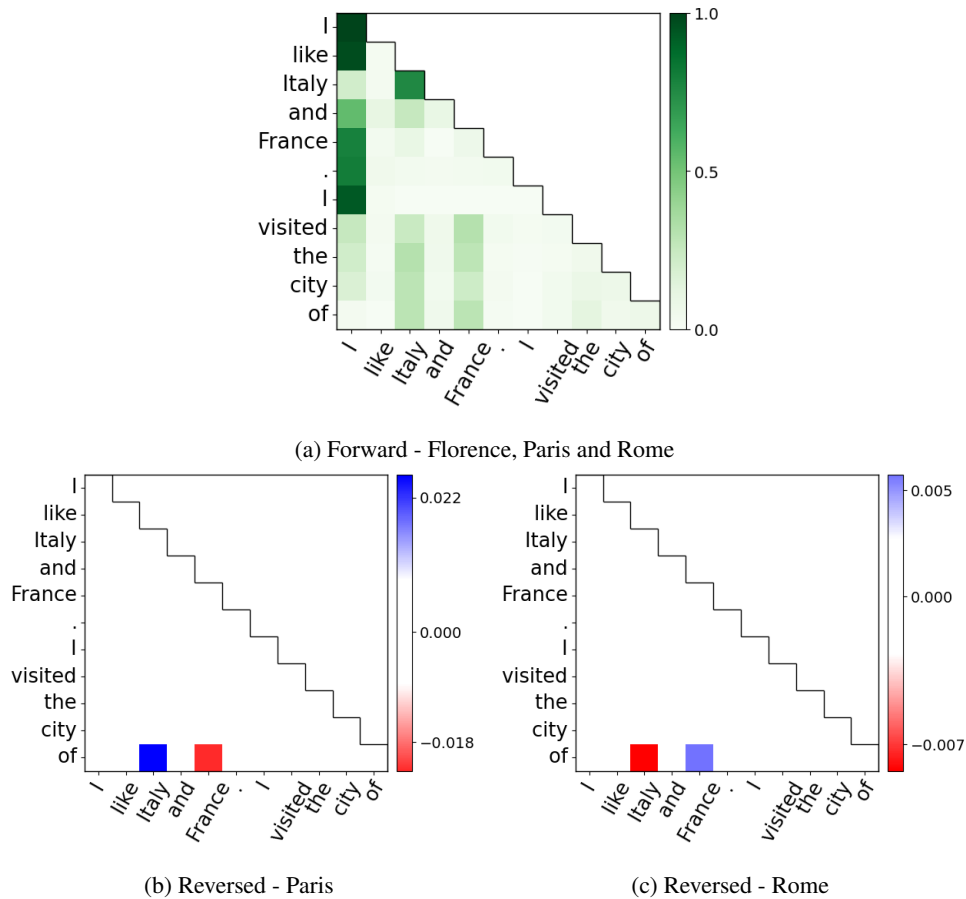 I
like
Italy
and
France
.
I
visited
the
city
of
1.0
0.5
0.0
I like Italy and France . I visited the city of
(a) Forward - Florence, Paris and Rome
I
like
Italy
and
France
.
I
visited
the
city
of
0.022
0.000
−0.018
I like Italy and France . I visited the city of
(b) Reversed - Paris
I
like
Italy
and
France
.
I
visited
the
city
of
0.005
0.000
−0.007
I like Italy and France . I visited the city of
(c) Reversed - Rome